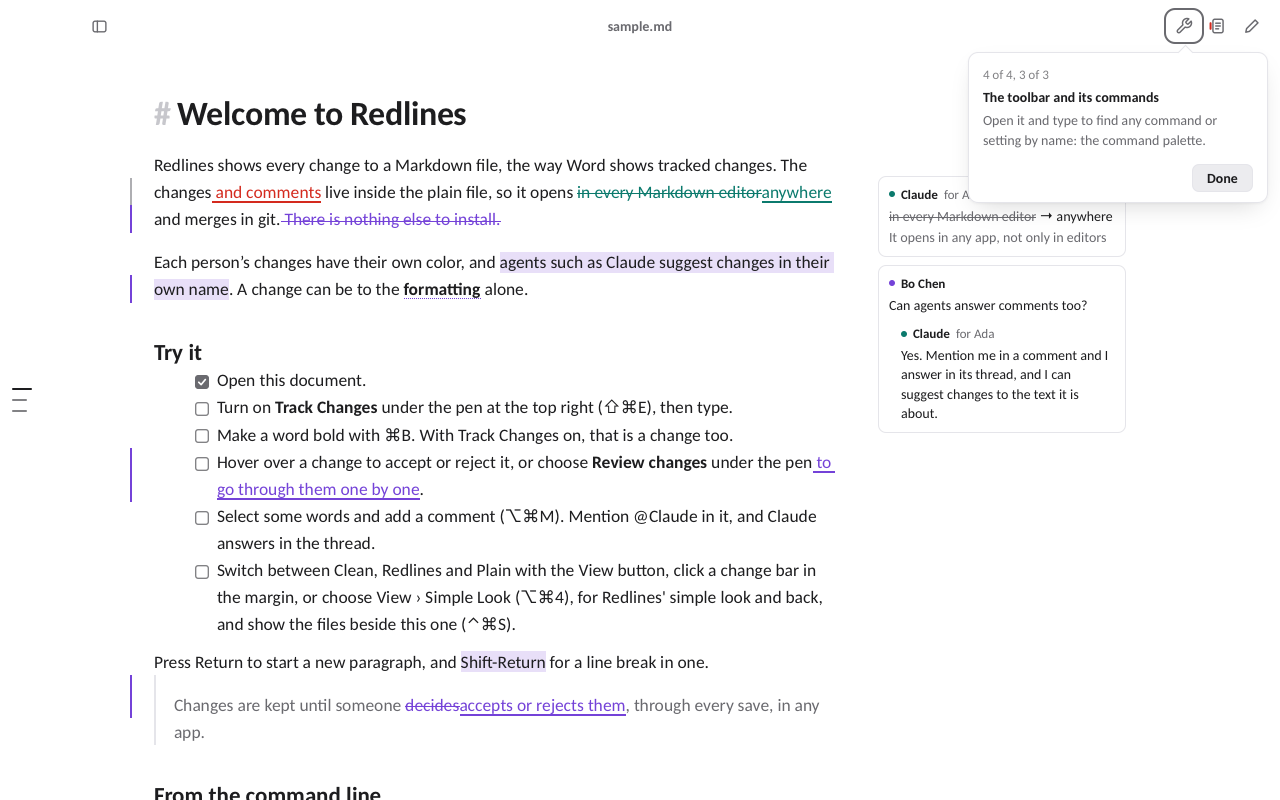 sample.md
4 of 4, 3 of 3
The toolbar and its commands
Open it and type to find any command or
setting by name: the command palette.
Done
# Welcome to Redlines
Redlines shows every change to a Markdown file, the way Word shows tracked changes. The
changes and comments live inside the plain file, so it opens in every Markdown editoranywhere
and merges in git. There is nothing else to install.
Each person’s changes have their own color, and agents such as Claude suggest changes in their
own name. A change can be to the formatting alone.
Try it
Open this document.
Turn on Track Changes under the pen at the top right (⇧⌘E), then type.
Make a word bold with ⌘B. With Track Changes on, that is a change too.
Hover over a change to accept or reject it, or choose Review changes under the pen to
go through them one by one.
Select some words and add a comment (⌥⌘M). Mention @Claude in it, and Claude
answers in the thread.
Switch between Clean, Redlines and Plain with the View button, click a change bar in
the margin, or choose View › Simple Look (⌥⌘4), for Redlines' simple look and back,
and show the files beside this one (⌃⌘S).
Press Return to start a new paragraph, and Shift-Return for a line break in one.
Changes are kept until someone decidesaccepts or rejects them, through every save, in any
app.
From the command line
Claude for A
in every Markdown editor → anywhere
It opens in any app, not only in editors
Bo Chen
Can agents answer comments too?
Claude for Ada
Yes. Mention me in a comment and I
answer in its thread, and I can
suggest changes to the text it is
about.